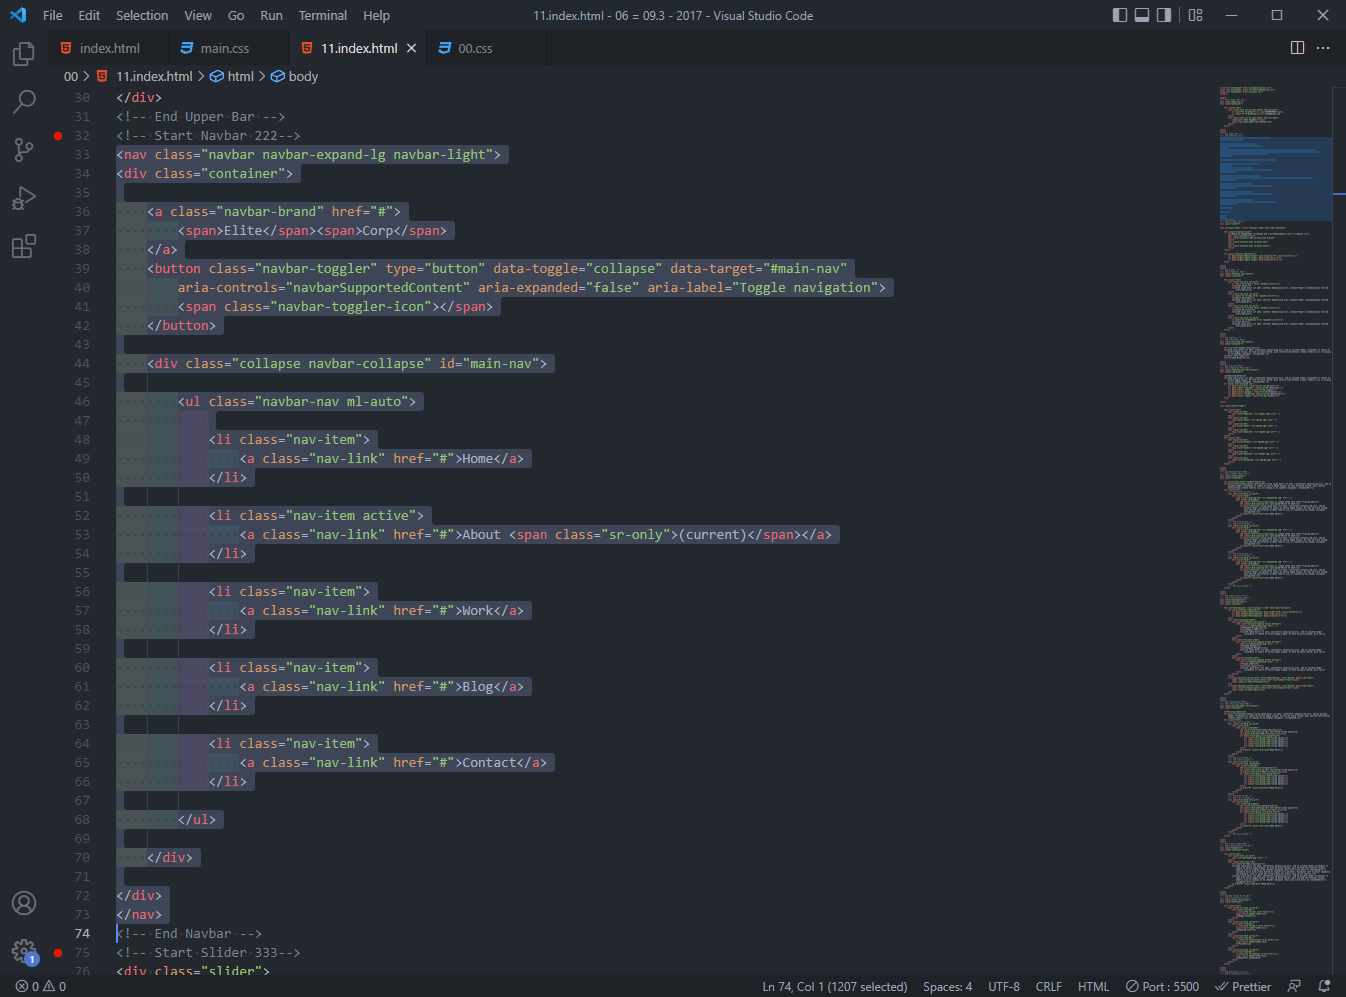 File Edit Selection View Go Run Terminal Help 11.index.html - 06 = 09.3 - 2017 - Visual Studio Code
index.html main.css 11.index.html 00.css
00 > 11.index.html > html > body
30 </div>
31 <!-- End Upper Bar -->
32 <!-- Start Navbar 222-->
33 <nav class="navbar navbar-expand-lg navbar-light">
34 <div class="container">
35
36 <a class="navbar-brand" href="#">
37 <span>Elite</span><span>Corp</span>
38 </a>
39 <button class="navbar-toggler" type="button" data-toggle="collapse" data-target="#main-nav"
40 aria-controls="navbarSupportedContent" aria-expanded="false" aria-label="Toggle navigation">
41 <span class="navbar-toggler-icon"></span>
42 </button>
43
44 <div class="collapse navbar-collapse" id="main-nav">
45
46 <ul class="navbar-nav ml-auto">
47
48 <li class="nav-item">
49 <a class="nav-link" href="#">Home</a>
50 </li>
51
52 <li class="nav-item active">
53 <a class="nav-link" href="#">About <span class="sr-only">(current)</span></a>
54 </li>
55
56 <li class="nav-item">
57 <a class="nav-link" href="#">Work</a>
58 </li>
59
60 <li class="nav-item">
61 <a class="nav-link" href="#">Blog</a>
62 </li>
63
64 <li class="nav-item">
65 <a class="nav-link" href="#">Contact</a>
66 </li>
67
68 </ul>
69
70 </div>
71
72 </div>
73 </nav>
74 <!-- End Navbar -->
75 <!-- Start Slider 333-->
76 <div class="slider">
1
0 0 Ln 74, Col 1 (1207 selected) Spaces: 4 UTF-8 CRLF HTML Port : 5500 Prettier